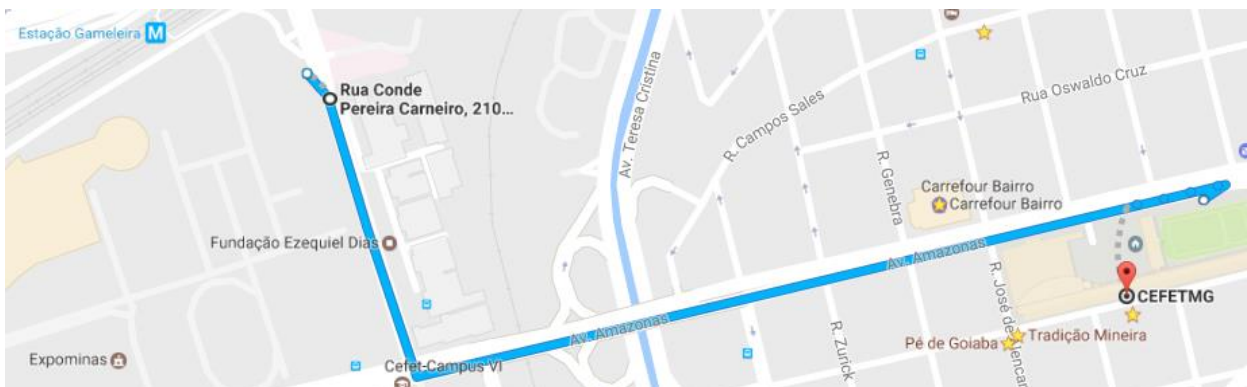 Estação Gameleira M
Rua Conde
Pereira Carneiro, 210...
Av. Teresa Cristina
R. Campos Sales
Rua Oswaldo Cruz
R. Genebra
Carrefour Bairro
Carrefour Bairro
Fundação Ezequiel Dias
Av. Amazonas
CEFETMG
Av. Amazonas
R. José de Alencar
R. Zurick
Tradição Mineira
Pé de Goiaba
Expominas
Cefet-Campus VI